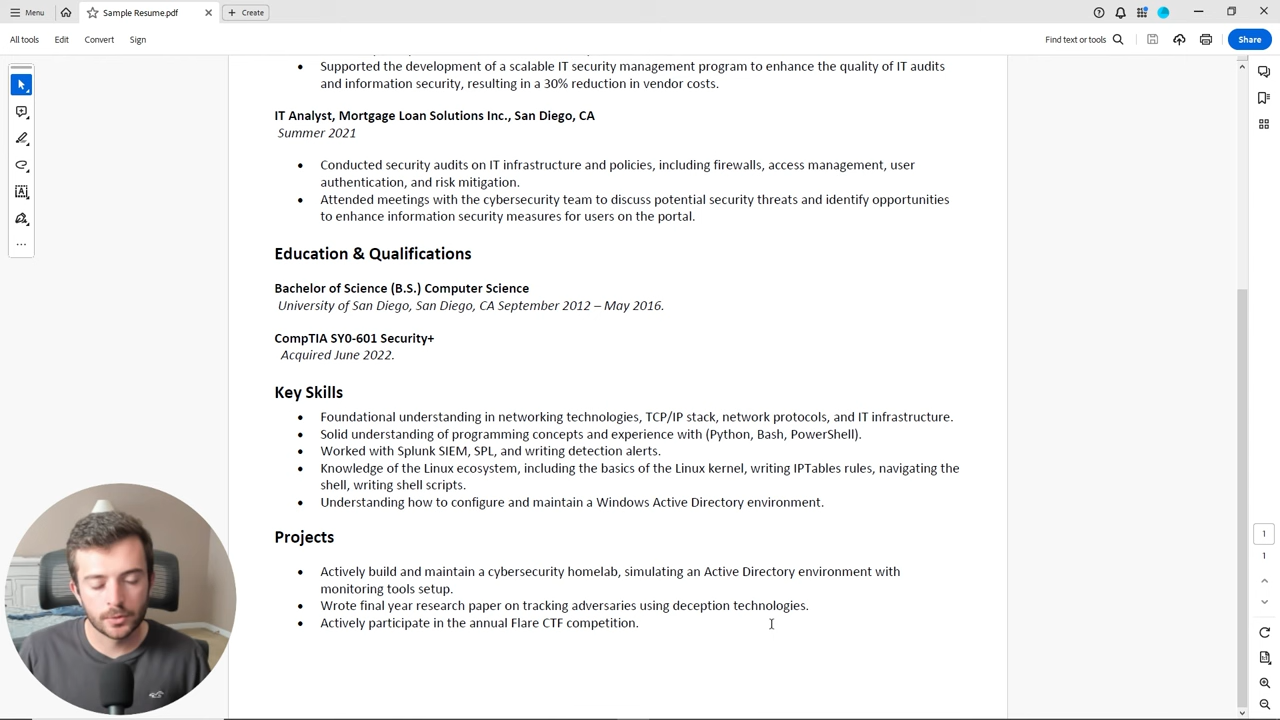 Menu
Sample Resume.pdf
Create
All tools
Edit
Convert
Sign
Find text or tools
Share
Supported the development of a scalable IT security management program to enhance the quality of IT audits
and information security, resulting in a 30% reduction in vendor costs.
IT Analyst, Mortgage Loan Solutions Inc., San Diego, CA
Summer 2021
Conducted security audits on IT infrastructure and policies, including firewalls, access management, user
authentication, and risk mitigation.
Attended meetings with the cybersecurity team to discuss potential security threats and identify opportunities
to enhance information security measures for users on the portal.
Education & Qualifications
Bachelor of Science (B.S.) Computer Science
University of San Diego, San Diego, CA September 2012 – May 2016.
CompTIA SY0-601 Security+
Acquired June 2022.
Key Skills
Foundational understanding in networking technologies, TCP/IP stack, network protocols, and IT infrastructure.
Solid understanding of programming concepts and experience with (Python, Bash, PowerShell).
Worked with Splunk SIEM, SPL, and writing detection alerts.
Knowledge of the Linux ecosystem, including the basics of the Linux kernel, writing IPTables rules, navigating the
shell, writing shell scripts.
Understanding how to configure and maintain a Windows Active Directory environment.
Projects
Actively build and maintain a cybersecurity homelab, simulating an Active Directory environment with
monitoring tools setup.
Wrote final year research paper on tracking adversaries using deception technologies.
Actively participate in the annual Flare CTF competition.
1
1